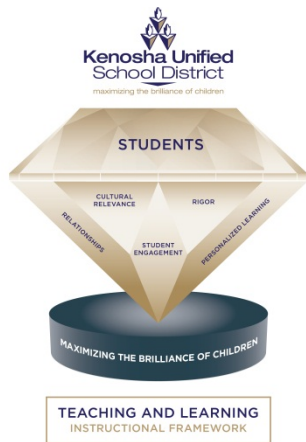 Kenosha Unified
School District
maximizing the brilliance of children
STUDENTS
CULTURAL
RELEVANCE
RIGOR
RELATIONSHIPS
STUDENT
ENGAGEMENT
PERSONALIZED LEARNING
MAXIMIZING THE BRILLIANCE OF CHILDREN
TEACHING AND LEARNING
INSTRUCTIONAL FRAMEWORK